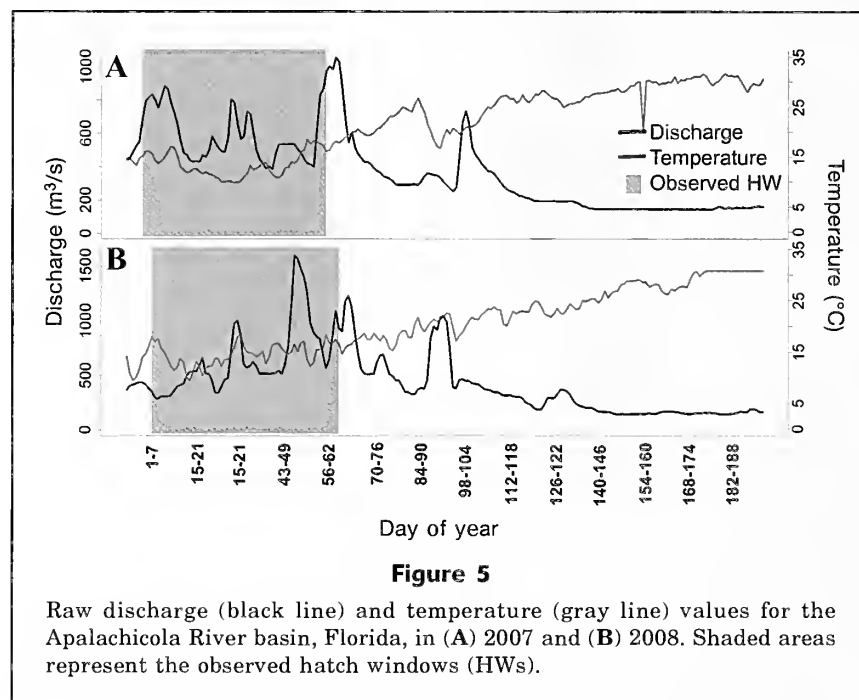 A
1000
600
200
0
35
25
15
5
0
Discharge
Temperature
Observed HW
B
1500
1000
500
0
35
25
15
5
0
Discharge (m³/s)
Temperature (°C)
1-7
15-21
15-21
43-49
56-62
70-76
84-90
98-104
112-118
126-122
140-146
154-160
168-174
182-188
Day of year
Figure 5
Raw discharge (black line) and temperature (gray line) values for the
Apalachicola River basin, Florida, in (A) 2007 and (B) 2008. Shaded areas
represent the observed hatch windows (HWs).